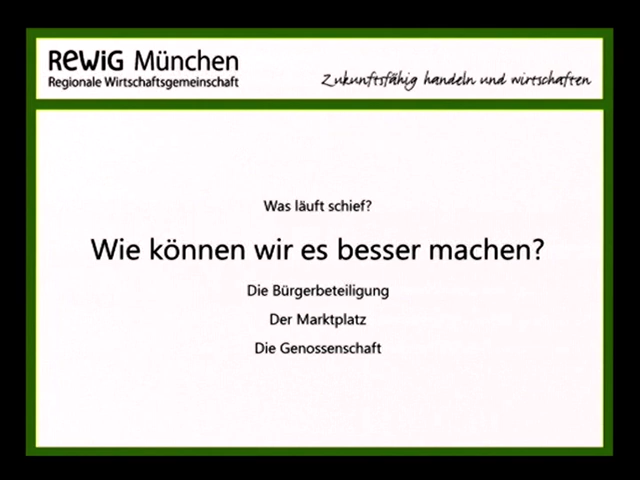 REWiG München
Regionale Wirtschaftsgemeinschaft
Zukunftsfähig handeln und wirtschaften
Was läuft schief?
Wie können wir es besser machen?
Die Bürgerbeteiligung
Der Marktplatz
Die Genossenschaft